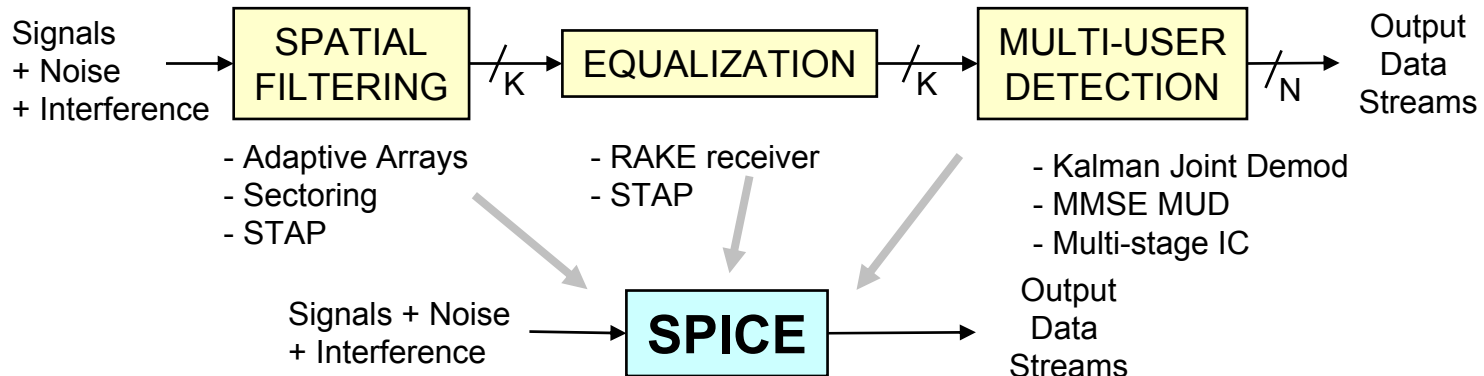 Signals
+ Noise
+ Interference
SPATIAL
FILTERING
K
EQUALIZATION
K
MULTI-USER
DETECTION
N
Output
Data
Streams
- Adaptive Arrays
- Sectoring
- STAP
- RAKE receiver
- STAP
- Kalman Joint Demod
- MMSE MUD
- Multi-stage IC
Signals + Noise
+ Interference
SPICE
Output
Data
Streams